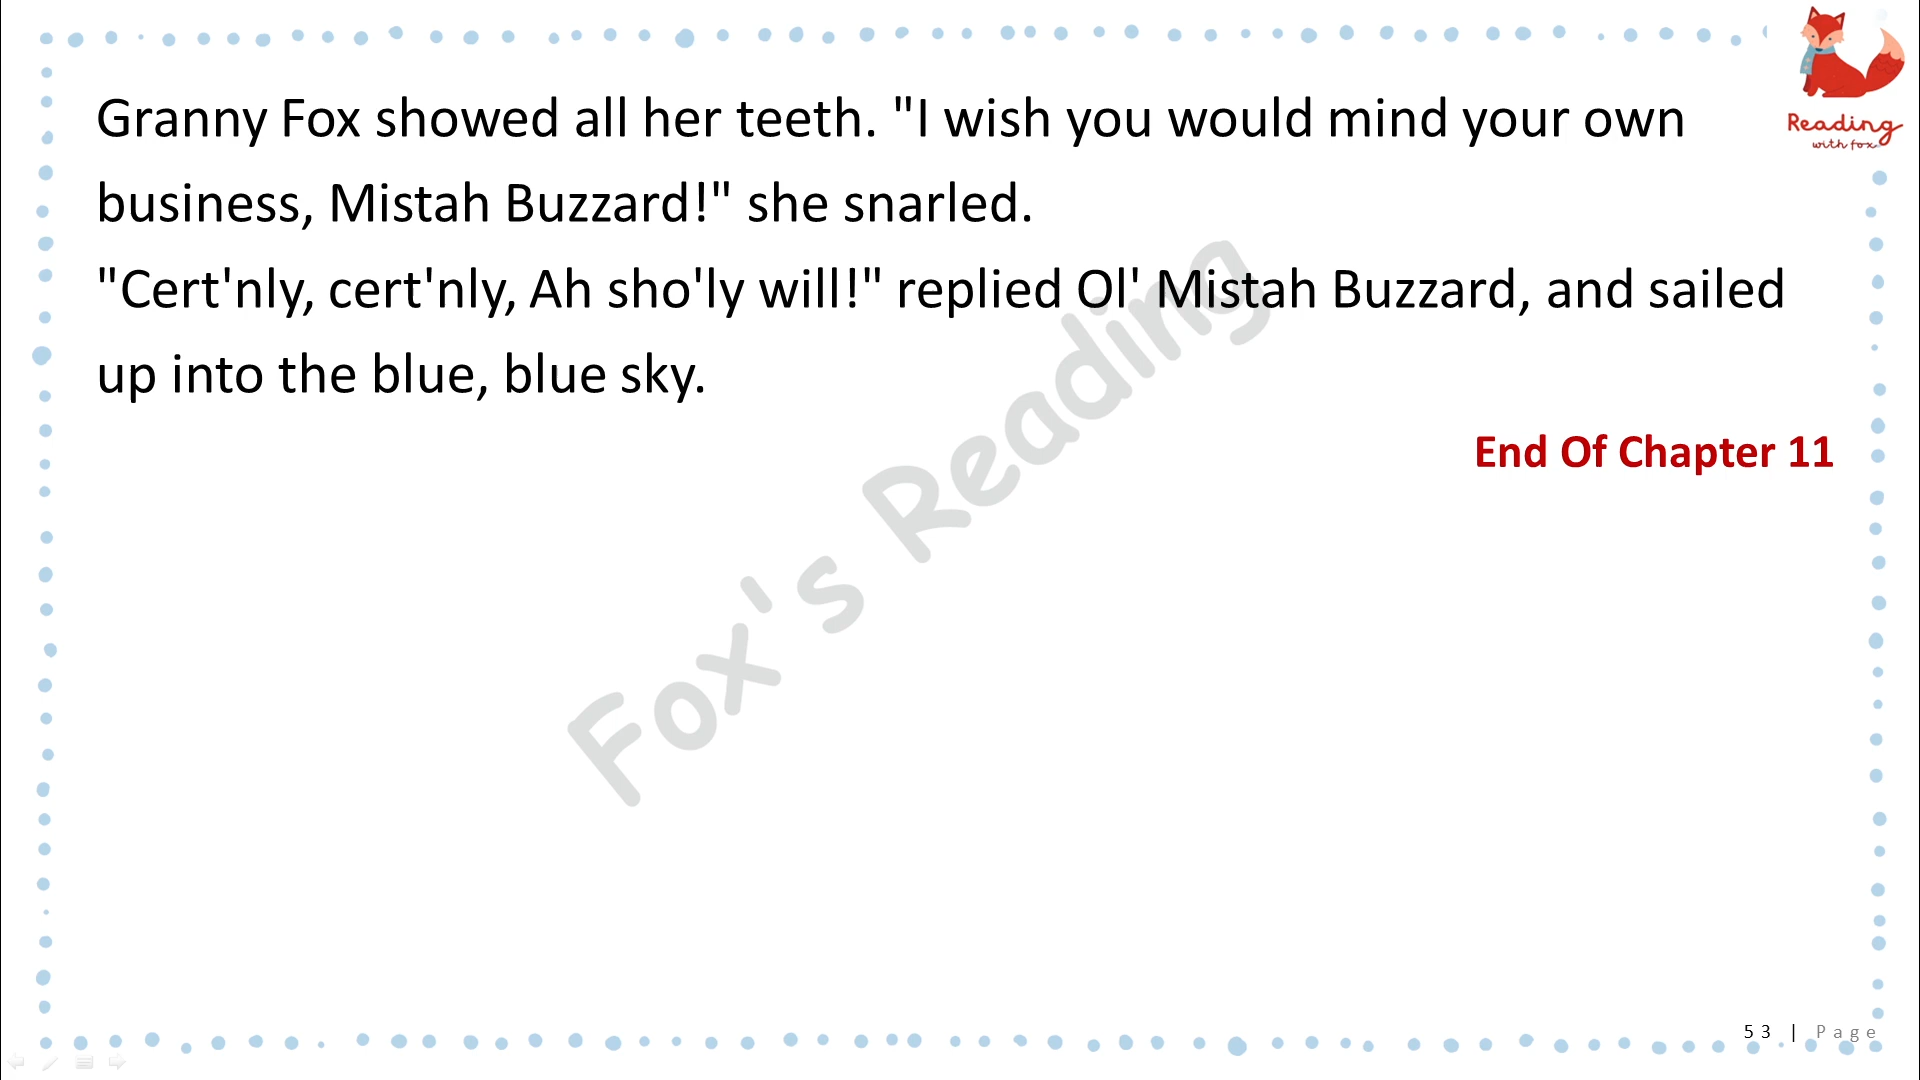 Reading
with fox
Granny Fox showed all her teeth. "I wish you would mind your own
business, Mistah Buzzard!" she snarled.
"Cert'nly, cert'nly, Ah sho'ly will!" replied Ol' Mistah Buzzard, and sailed
up into the blue, blue sky.
End Of Chapter 11
Fox's Reading
53 | Page